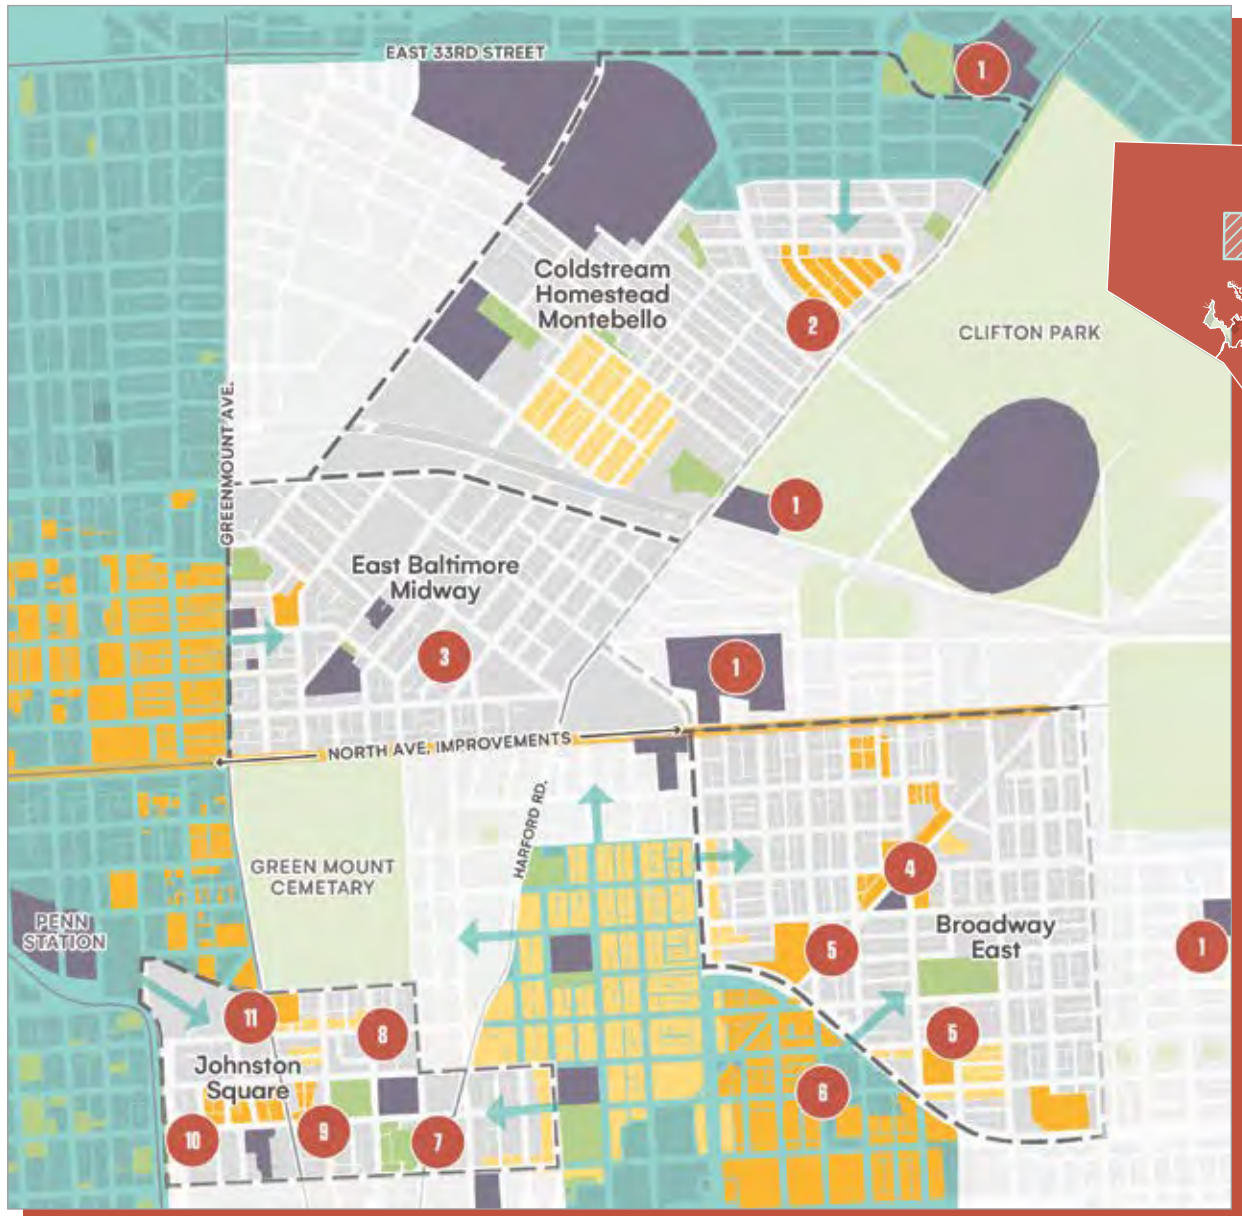 EAST 33RD STREET
1
Coldstream
Homestead
Montebello
2
CLIFTON PARK
GREENMOUNT AVE.
1
East Baltimore
Midway
3
1
NORTH AVE. IMPROVEMENTS
HARFORD RD.
GREEN MOUNT
CEMETARY
4
PENN
STATION
Broadway
East
5
1
11
8
5
Johnston
Square
6
10
9
7